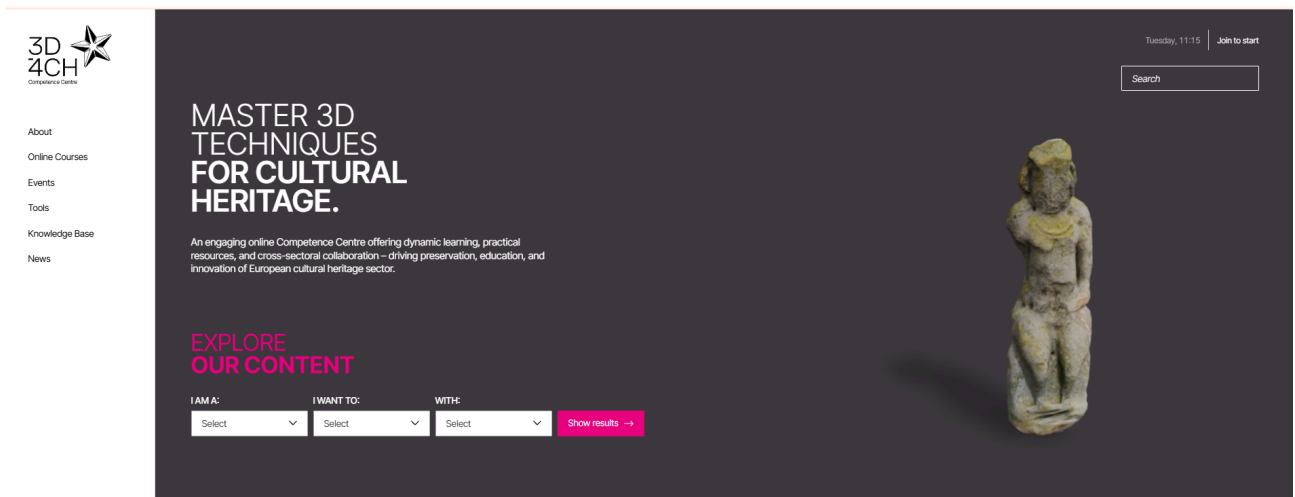 3D
4CH
Competence Centre
About
Online Courses
Events
Tools
Knowledge Base
News
Tuesday, 11:15
Join to start
Search
MASTER 3D
TECHNIQUES
FOR CULTURAL
HERITAGE.
An engaging online Competence Centre offering dynamic learning, practical
resources, and cross-sectoral collaboration – driving preservation, education, and
innovation of European cultural heritage sector.
EXPLORE
OUR CONTENT
I AM A:
I WANT TO:
WITH:
Select
Select
Select
Show results →